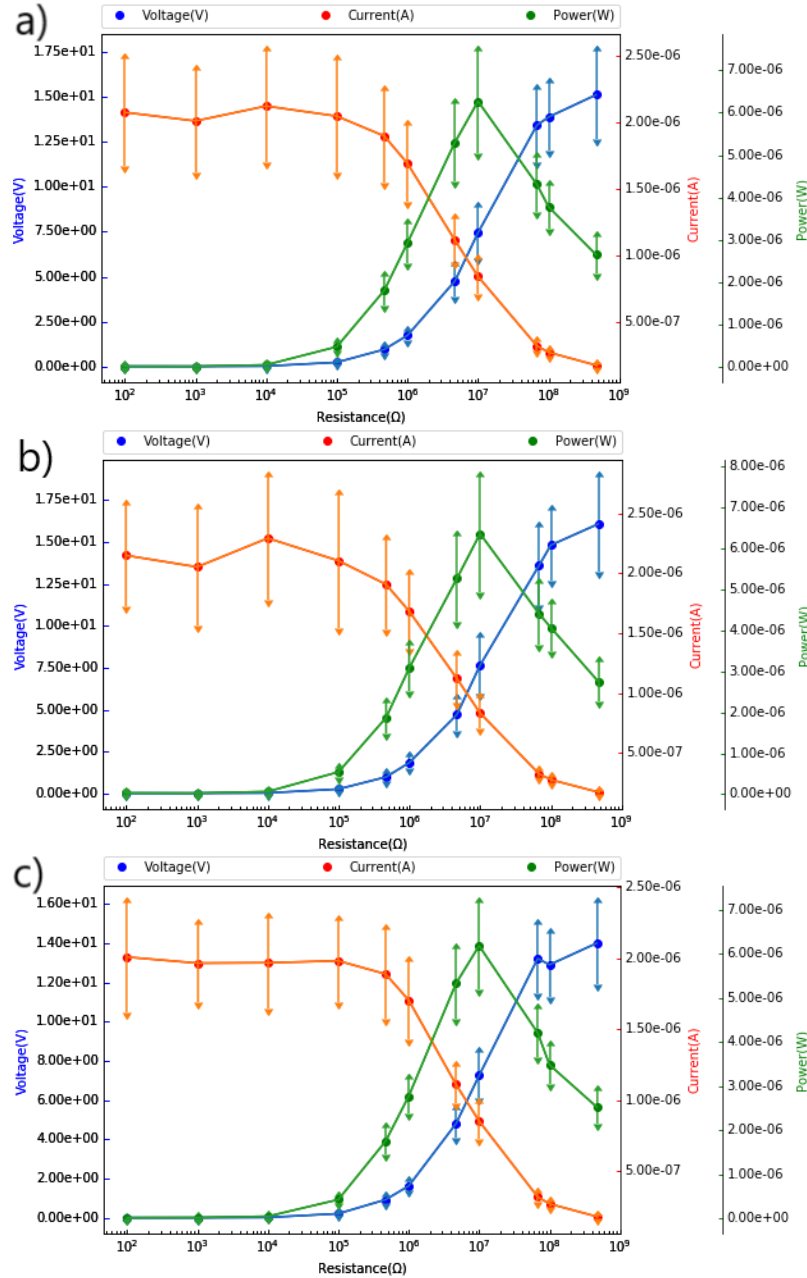 a)
Voltage(V) Current(A) Power(W)
1.75e+01
1.50e+01
1.25e+01
1.00e+01
7.50e+00
5.00e+00
2.50e+00
0.00e+00
Voltage(V)
2.50e-06
2.00e-06
1.50e-06
1.00e-06
5.00e-07
Current(A)
7.00e-06
6.00e-06
5.00e-06
4.00e-06
3.00e-06
2.00e-06
1.00e-06
0.00e+00
Power(W)
10² 10³ 10⁴ 10⁵ 10⁶ 10⁷ 10⁸ 10⁹
Resistance(Ω)
b)
Voltage(V) Current(A) Power(W)
1.75e+01
1.50e+01
1.25e+01
1.00e+01
7.50e+00
5.00e+00
2.50e+00
0.00e+00
Voltage(V)
2.50e-06
2.00e-06
1.50e-06
1.00e-06
5.00e-07
Current(A)
8.00e-06
7.00e-06
6.00e-06
5.00e-06
4.00e-06
3.00e-06
2.00e-06
1.00e-06
0.00e+00
Power(W)
10² 10³ 10⁴ 10⁵ 10⁶ 10⁷ 10⁸ 10⁹
Resistance(Ω)
c)
Voltage(V) Current(A) Power(W)
1.60e+01
1.40e+01
1.20e+01
1.00e+01
8.00e+00
6.00e+00
4.00e+00
2.00e+00
0.00e+00
Voltage(V)
2.50e-06
2.00e-06
1.50e-06
1.00e-06
5.00e-07
Current(A)
7.00e-06
6.00e-06
5.00e-06
4.00e-06
3.00e-06
2.00e-06
1.00e-06
0.00e+00
Power(W)
10² 10³ 10⁴ 10⁵ 10⁶ 10⁷ 10⁸ 10⁹
Resistance(Ω)